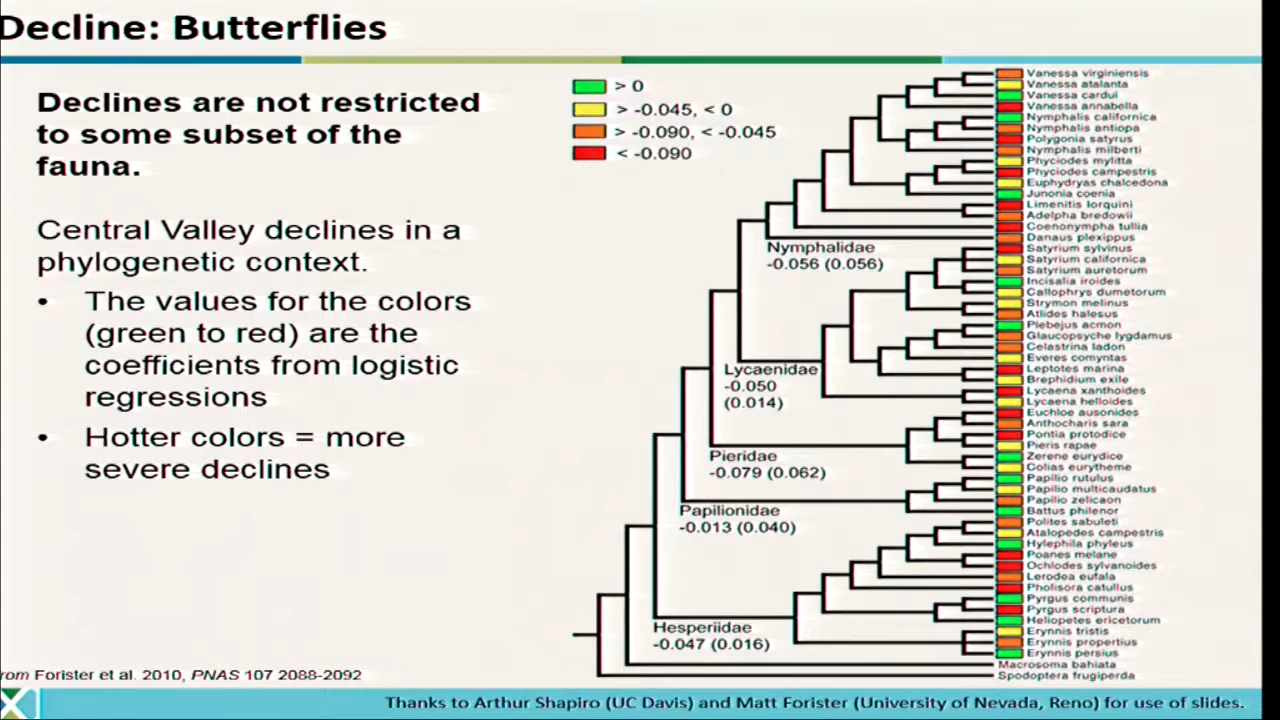 Decline: Butterflies
Declines are not restricted
to some subset of the
fauna.
Central Valley declines in a
phylogenetic context.
• The values for the colors
(green to red) are the
coefficients from logistic
regressions
• Hotter colors = more
severe declines
> 0
> -0.045, < 0
> -0.090, < -0.045
< -0.090
Nymphalidae
-0.056 (0.056)
Lycaenidae
-0.050
(0.014)
Pieridae
-0.079 (0.062)
Papilionidae
-0.013 (0.040)
Hesperiidae
-0.047 (0.016)
Vanessa virginiensis
Vanessa atalanta
Vanessa cardui
Vanessa annabella
Nymphalis californica
Nymphalis antiopa
Polygonia satyrus
Nymphalis milberti
Phyciodes mylitta
Phyciodes campestris
Euphydryas chalcedona
Junonia coenia
Limenitis lorquini
Adelpha bredowii
Coenonympha tullia
Danaus plexippus
Satyrium sylvinus
Satyrium californica
Satyrium auretorum
Incisalia iroides
Callophrys dumetorum
Strymon melinus
Atlides halesus
Plebejus acmon
Glaucopsyche lygdamus
Celastrina ladon
Everes comyntas
Leptotes marina
Brephidium exile
Lycaena xanthoides
Lycaena helloides
Euchloe ausonides
Anthocharis sara
Pontia protodice
Pieris rapae
Zerene eurydice
Colias eurytheme
Papilio rutulus
Papilio multicaudatus
Papilio zelicaon
Battus philenor
Polites sabuleti
Atalopedes campestris
Hylephila phyleus
Poanes melane
Ochlodes sylvanoides
Lerodea eufala
Pholisora catullus
Pyrgus communis
Pyrgus scriptura
Heliopetes ericetorum
Erynnis tristis
Erynnis propertius
Erynnis persius
Macrosoma bahiata
Spodoptera frugiperda
rom Forister et al. 2010, PNAS 107 2088-2092
Thanks to Arthur Shapiro (UC Davis) and Matt Forister (University of Nevada, Reno) for use of slides.